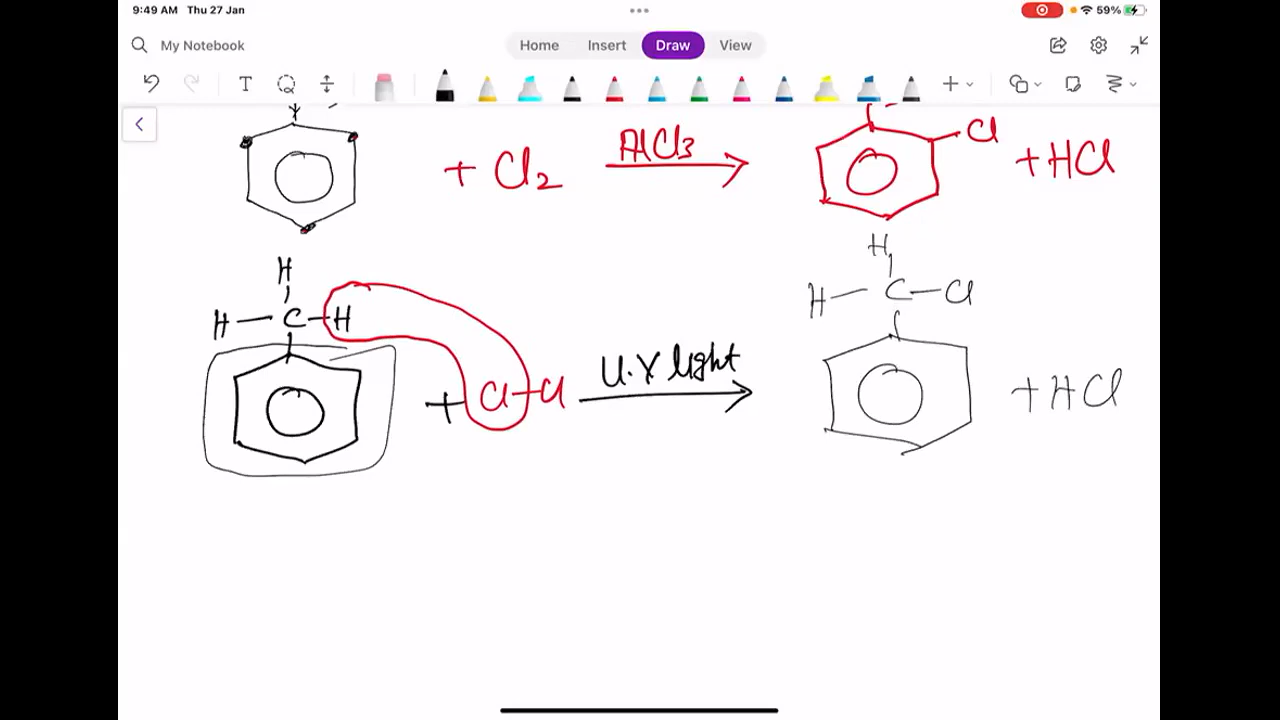 9:49 AM Thu 27 Jan
59%
My Notebook
Home Insert Draw View
T
+ Cl2 AlCl3 Cl + HCl
H H
H C H H C Cl
+ Cl Cl U.V light + HCl